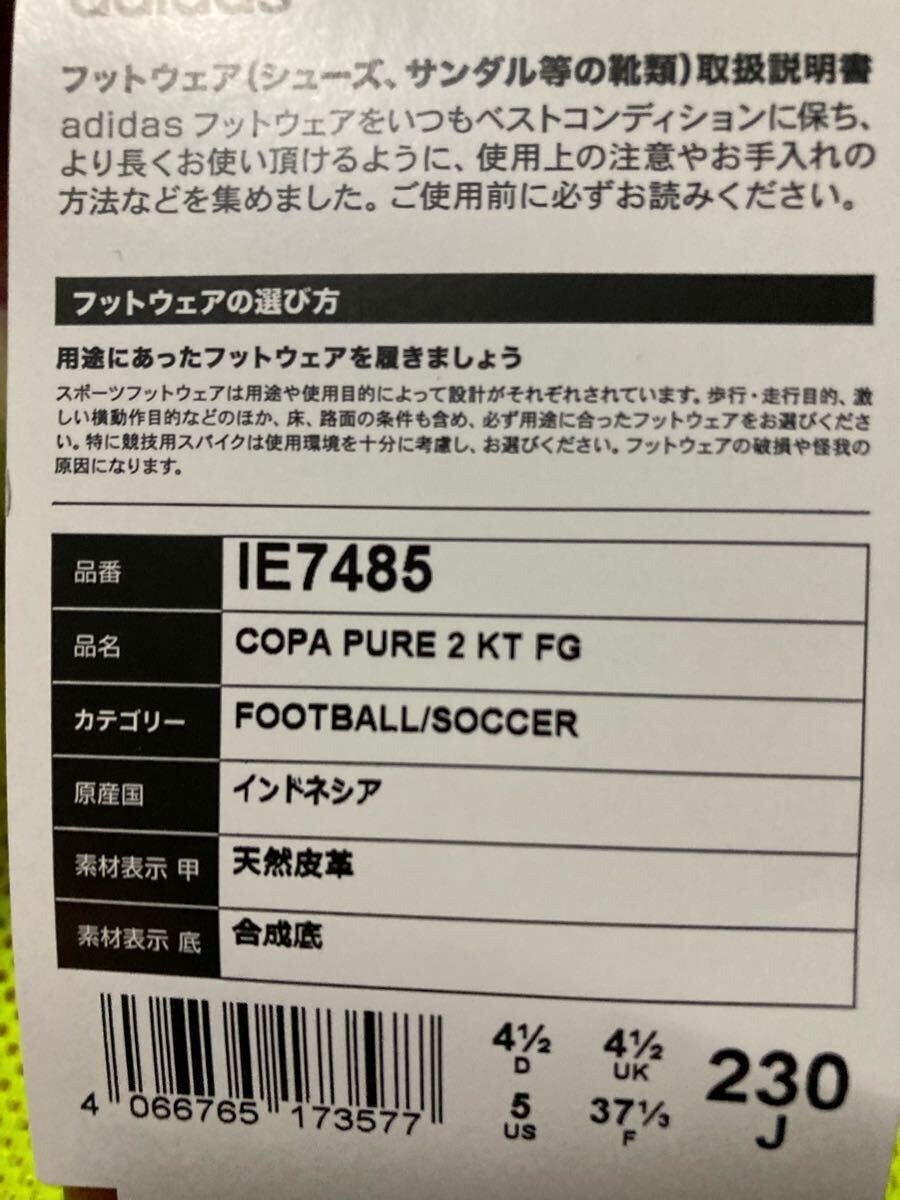 adidas
フットウェア(シューズ、サンダル等の靴類)取扱説明書
adidas フットウェアをいつもベストコンディションに保ち、
より長くお使い頂けるように、使用上の注意やお手入れの
方法などを集めました。ご使用前に必ずお読みください。
フットウェアの選び方
用途にあったフットウェアを履きましょう
スポーツフットウェアは用途や使用目的によって設計がそれぞれされています。歩行・走行目的、激
しい横動作目的などのほか、床、路面の条件も含め、必ず用途に合ったフットウェアをお選びくださ
い。特に競技用スパイクは使用環境を十分に考慮し、お選びください。フットウェアの破損や怪我の
原因になります。
品番 IE7485
品名 COPA PURE 2 KT FG
カテゴリー FOOTBALL/SOCCER
原産国 インドネシア
素材表示 甲 天然皮革
素材表示 底 合成底
4½ 4½ 230
D UK J
5 37⅓
US F
4 066765 173577